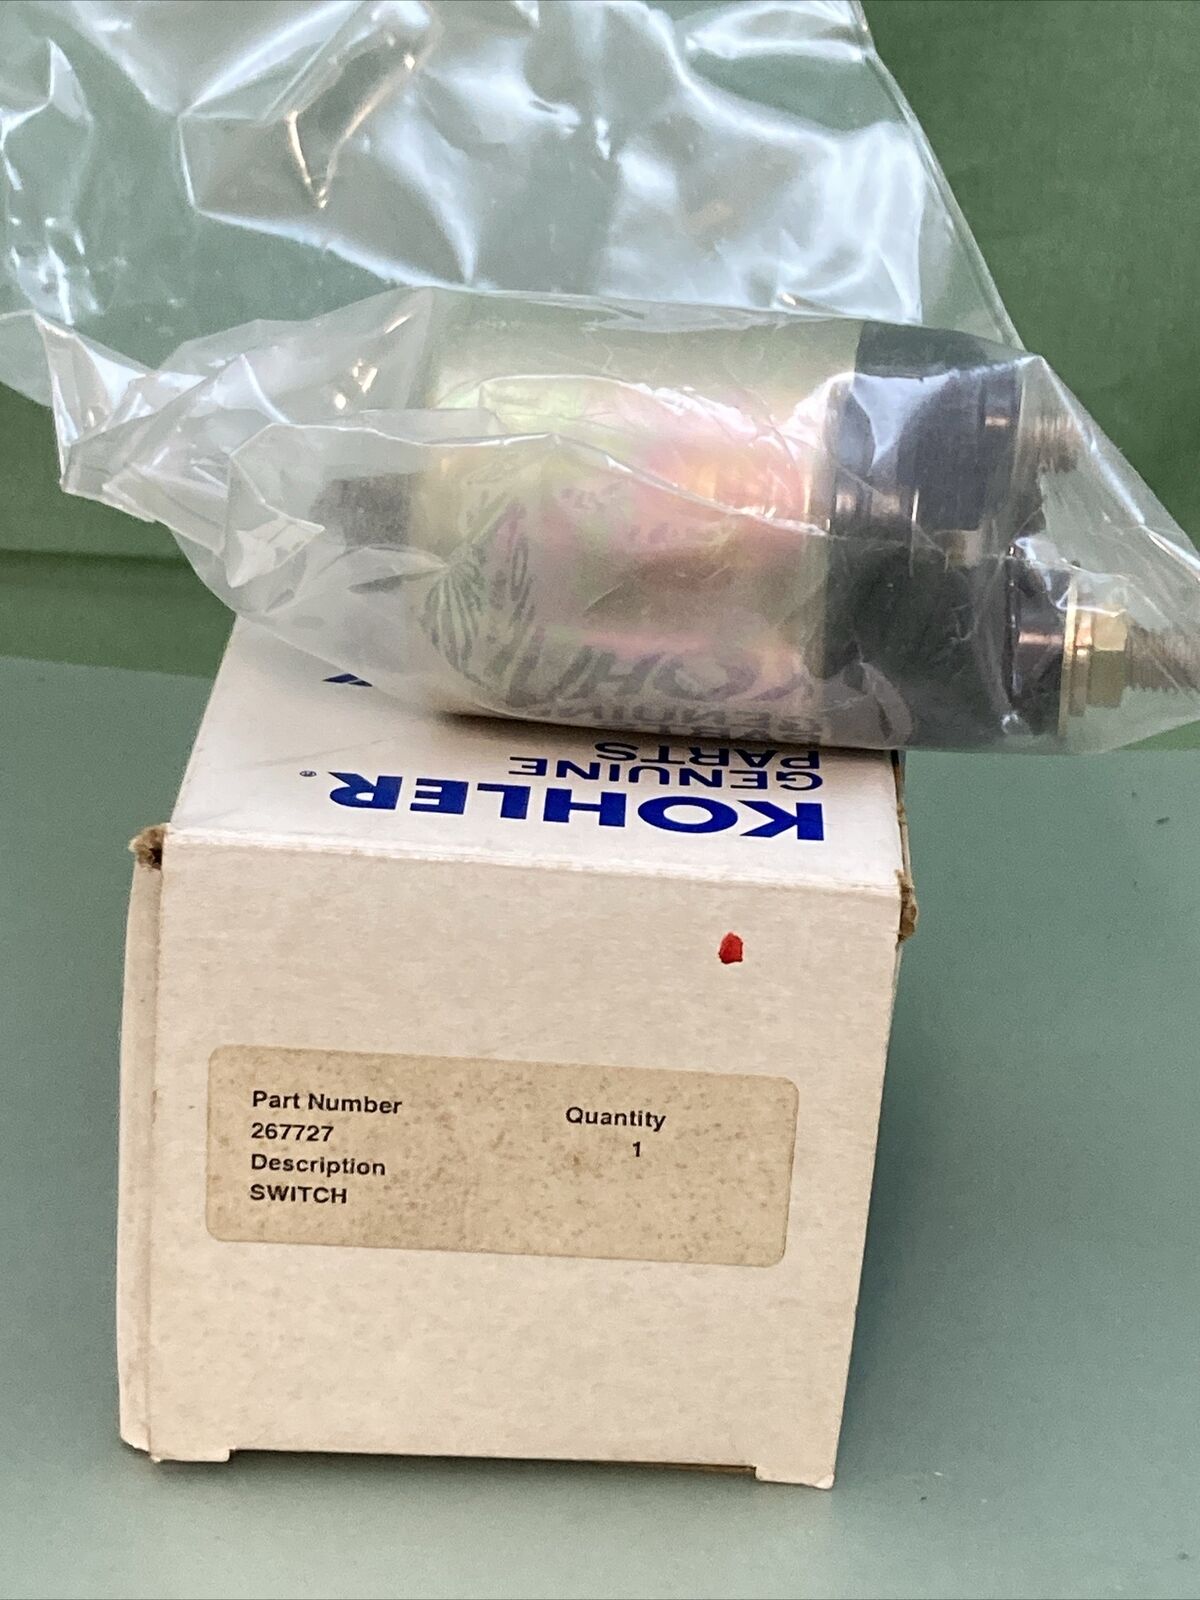 KOHLER®
GENUINE
PARTS
Part Number
267727
Description
SWITCH
Quantity
1